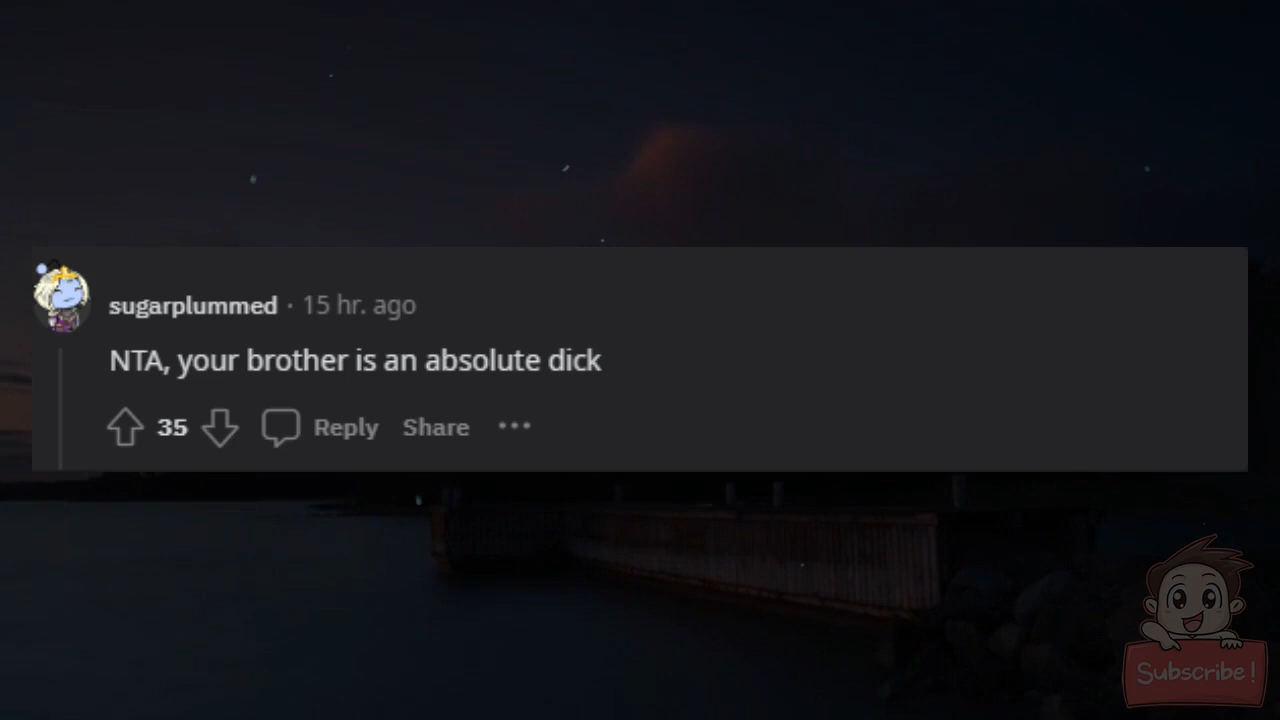 sugarplummed · 15 hr. ago
NTA, your brother is an absolute dick
35 Reply Share ...
Subscribe!